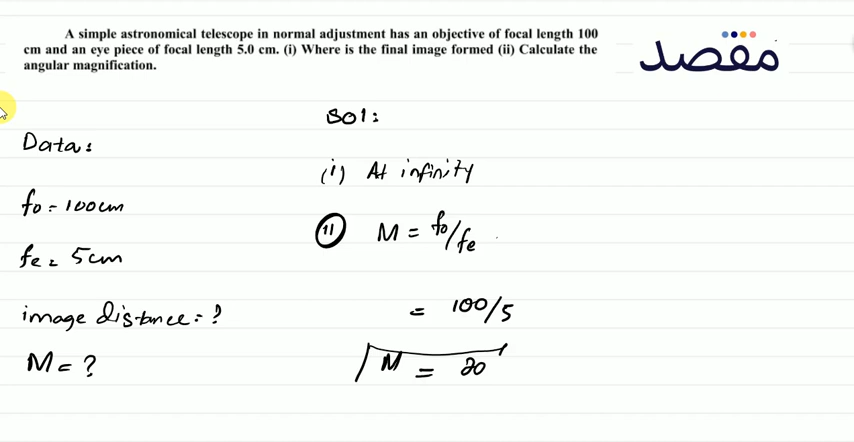 A simple astronomical telescope in normal adjustment has an objective of focal length 100
cm and an eye piece of focal length 5.0 cm. (i) Where is the final image formed (ii) Calculate the
angular magnification.
مقصد
Sol:
Data:
(i) At infinity
fo = 100cm
(11) M = fo/fe
fe = 5cm
image distance = ?
= 100/5
M = ?
M = 20